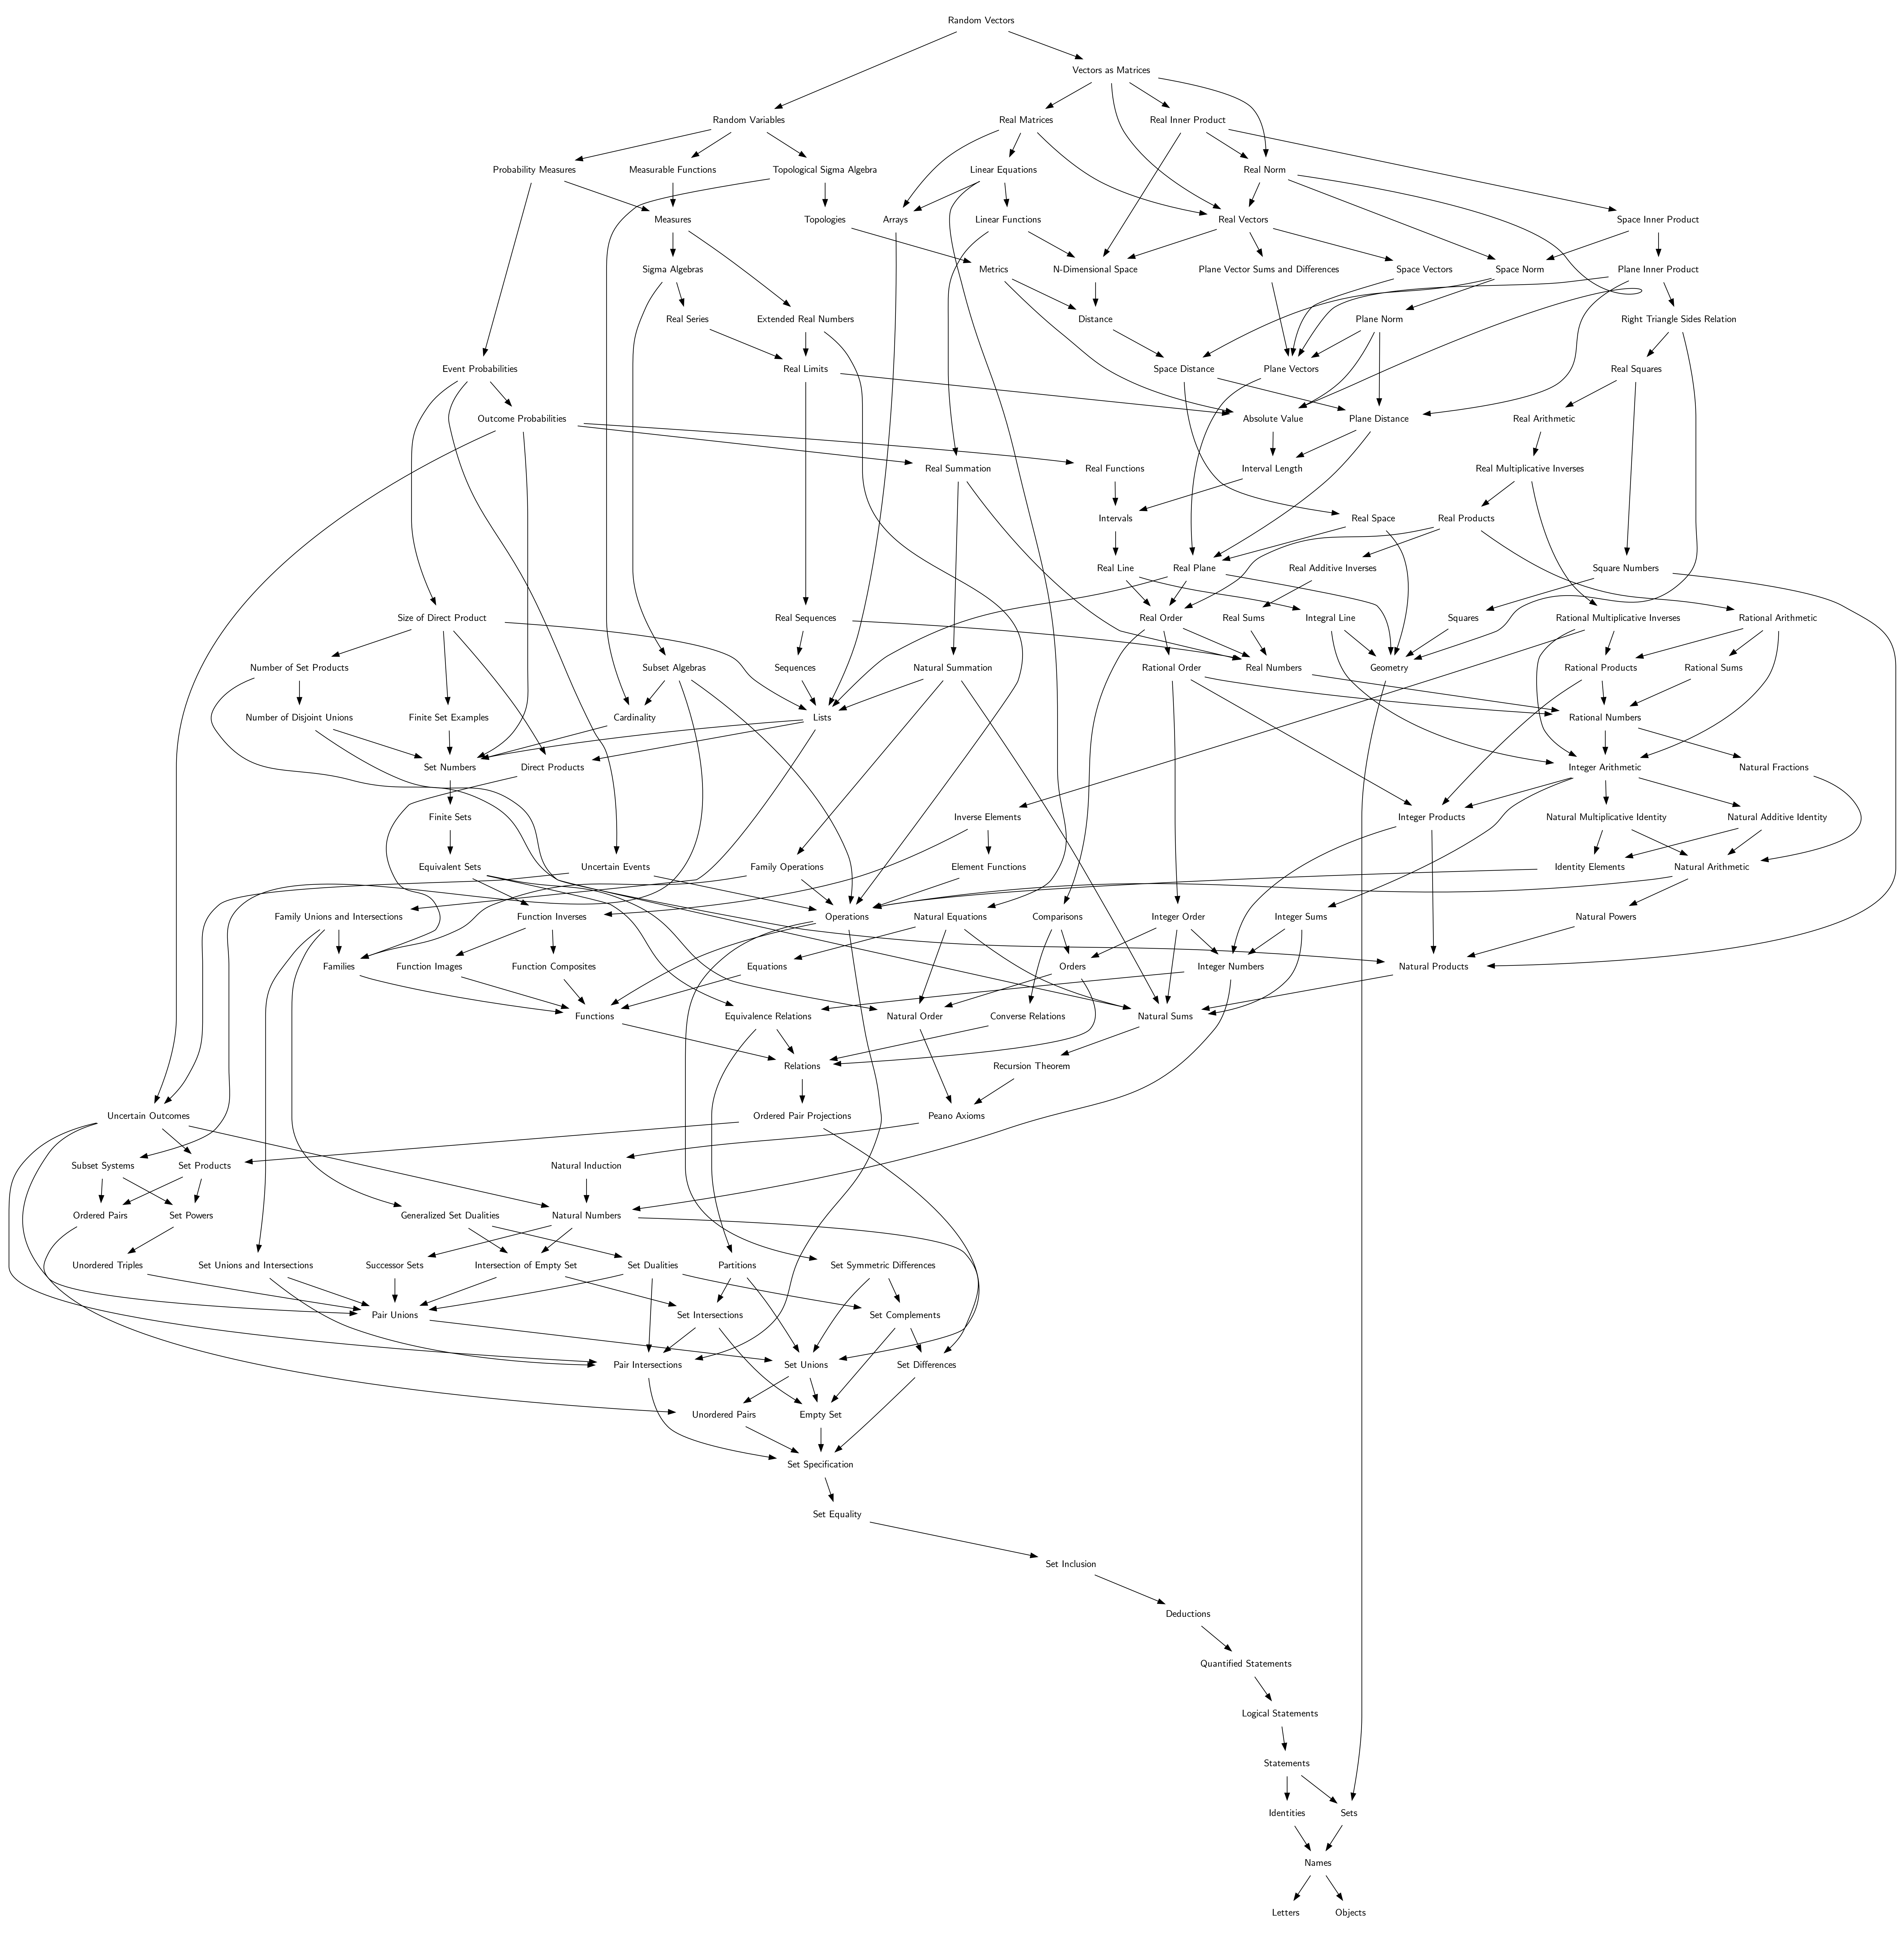 Random Vectors
Vectors as Matrices
Random Variables
Real Matrices
Real Inner Product
Probability Measures
Measurable Functions
Topological Sigma Algebra
Linear Equations
Real Norm
Measures
Topologies
Arrays
Linear Functions
Real Vectors
Space Inner Product
Sigma Algebras
Metrics
N-Dimensional Space
Plane Vector Sums and Differences
Space Vectors
Space Norm
Plane Inner Product
Real Series
Extended Real Numbers
Distance
Plane Norm
Right Triangle Sides Relation
Event Probabilities
Real Limits
Space Distance
Plane Vectors
Real Squares
Outcome Probabilities
Absolute Value
Plane Distance
Real Arithmetic
Real Summation
Real Functions
Interval Length
Real Multiplicative Inverses
Intervals
Real Space
Real Products
Real Line
Real Plane
Real Additive Inverses
Square Numbers
Size of Direct Product
Real Sequences
Real Order
Real Sums
Integral Line
Squares
Rational Multiplicative Inverses
Rational Arithmetic
Number of Set Products
Subset Algebras
Sequences
Natural Summation
Rational Order
Real Numbers
Geometry
Rational Products
Rational Sums
Number of Disjoint Unions
Finite Set Examples
Cardinality
Lists
Rational Numbers
Set Numbers
Direct Products
Integer Arithmetic
Natural Fractions
Finite Sets
Inverse Elements
Integer Products
Natural Multiplicative Identity
Natural Additive Identity
Equivalent Sets
Uncertain Events
Family Operations
Element Functions
Identity Elements
Natural Arithmetic
Family Unions and Intersections
Function Inverses
Operations
Natural Equations
Comparisons
Integer Order
Integer Sums
Natural Powers
Families
Function Images
Function Composites
Equations
Orders
Integer Numbers
Natural Products
Functions
Equivalence Relations
Natural Order
Converse Relations
Natural Sums
Relations
Recursion Theorem
Uncertain Outcomes
Ordered Pair Projections
Peano Axioms
Subset Systems
Set Products
Natural Induction
Ordered Pairs
Set Powers
Generalized Set Dualities
Natural Numbers
Unordered Triples
Set Unions and Intersections
Successor Sets
Intersection of Empty Set
Set Dualities
Partitions
Set Symmetric Differences
Pair Unions
Set Intersections
Set Complements
Pair Intersections
Set Unions
Set Differences
Unordered Pairs
Empty Set
Set Specification
Set Equality
Set Inclusion
Deductions
Quantified Statements
Logical Statements
Statements
Identities
Sets
Names
Letters
Objects